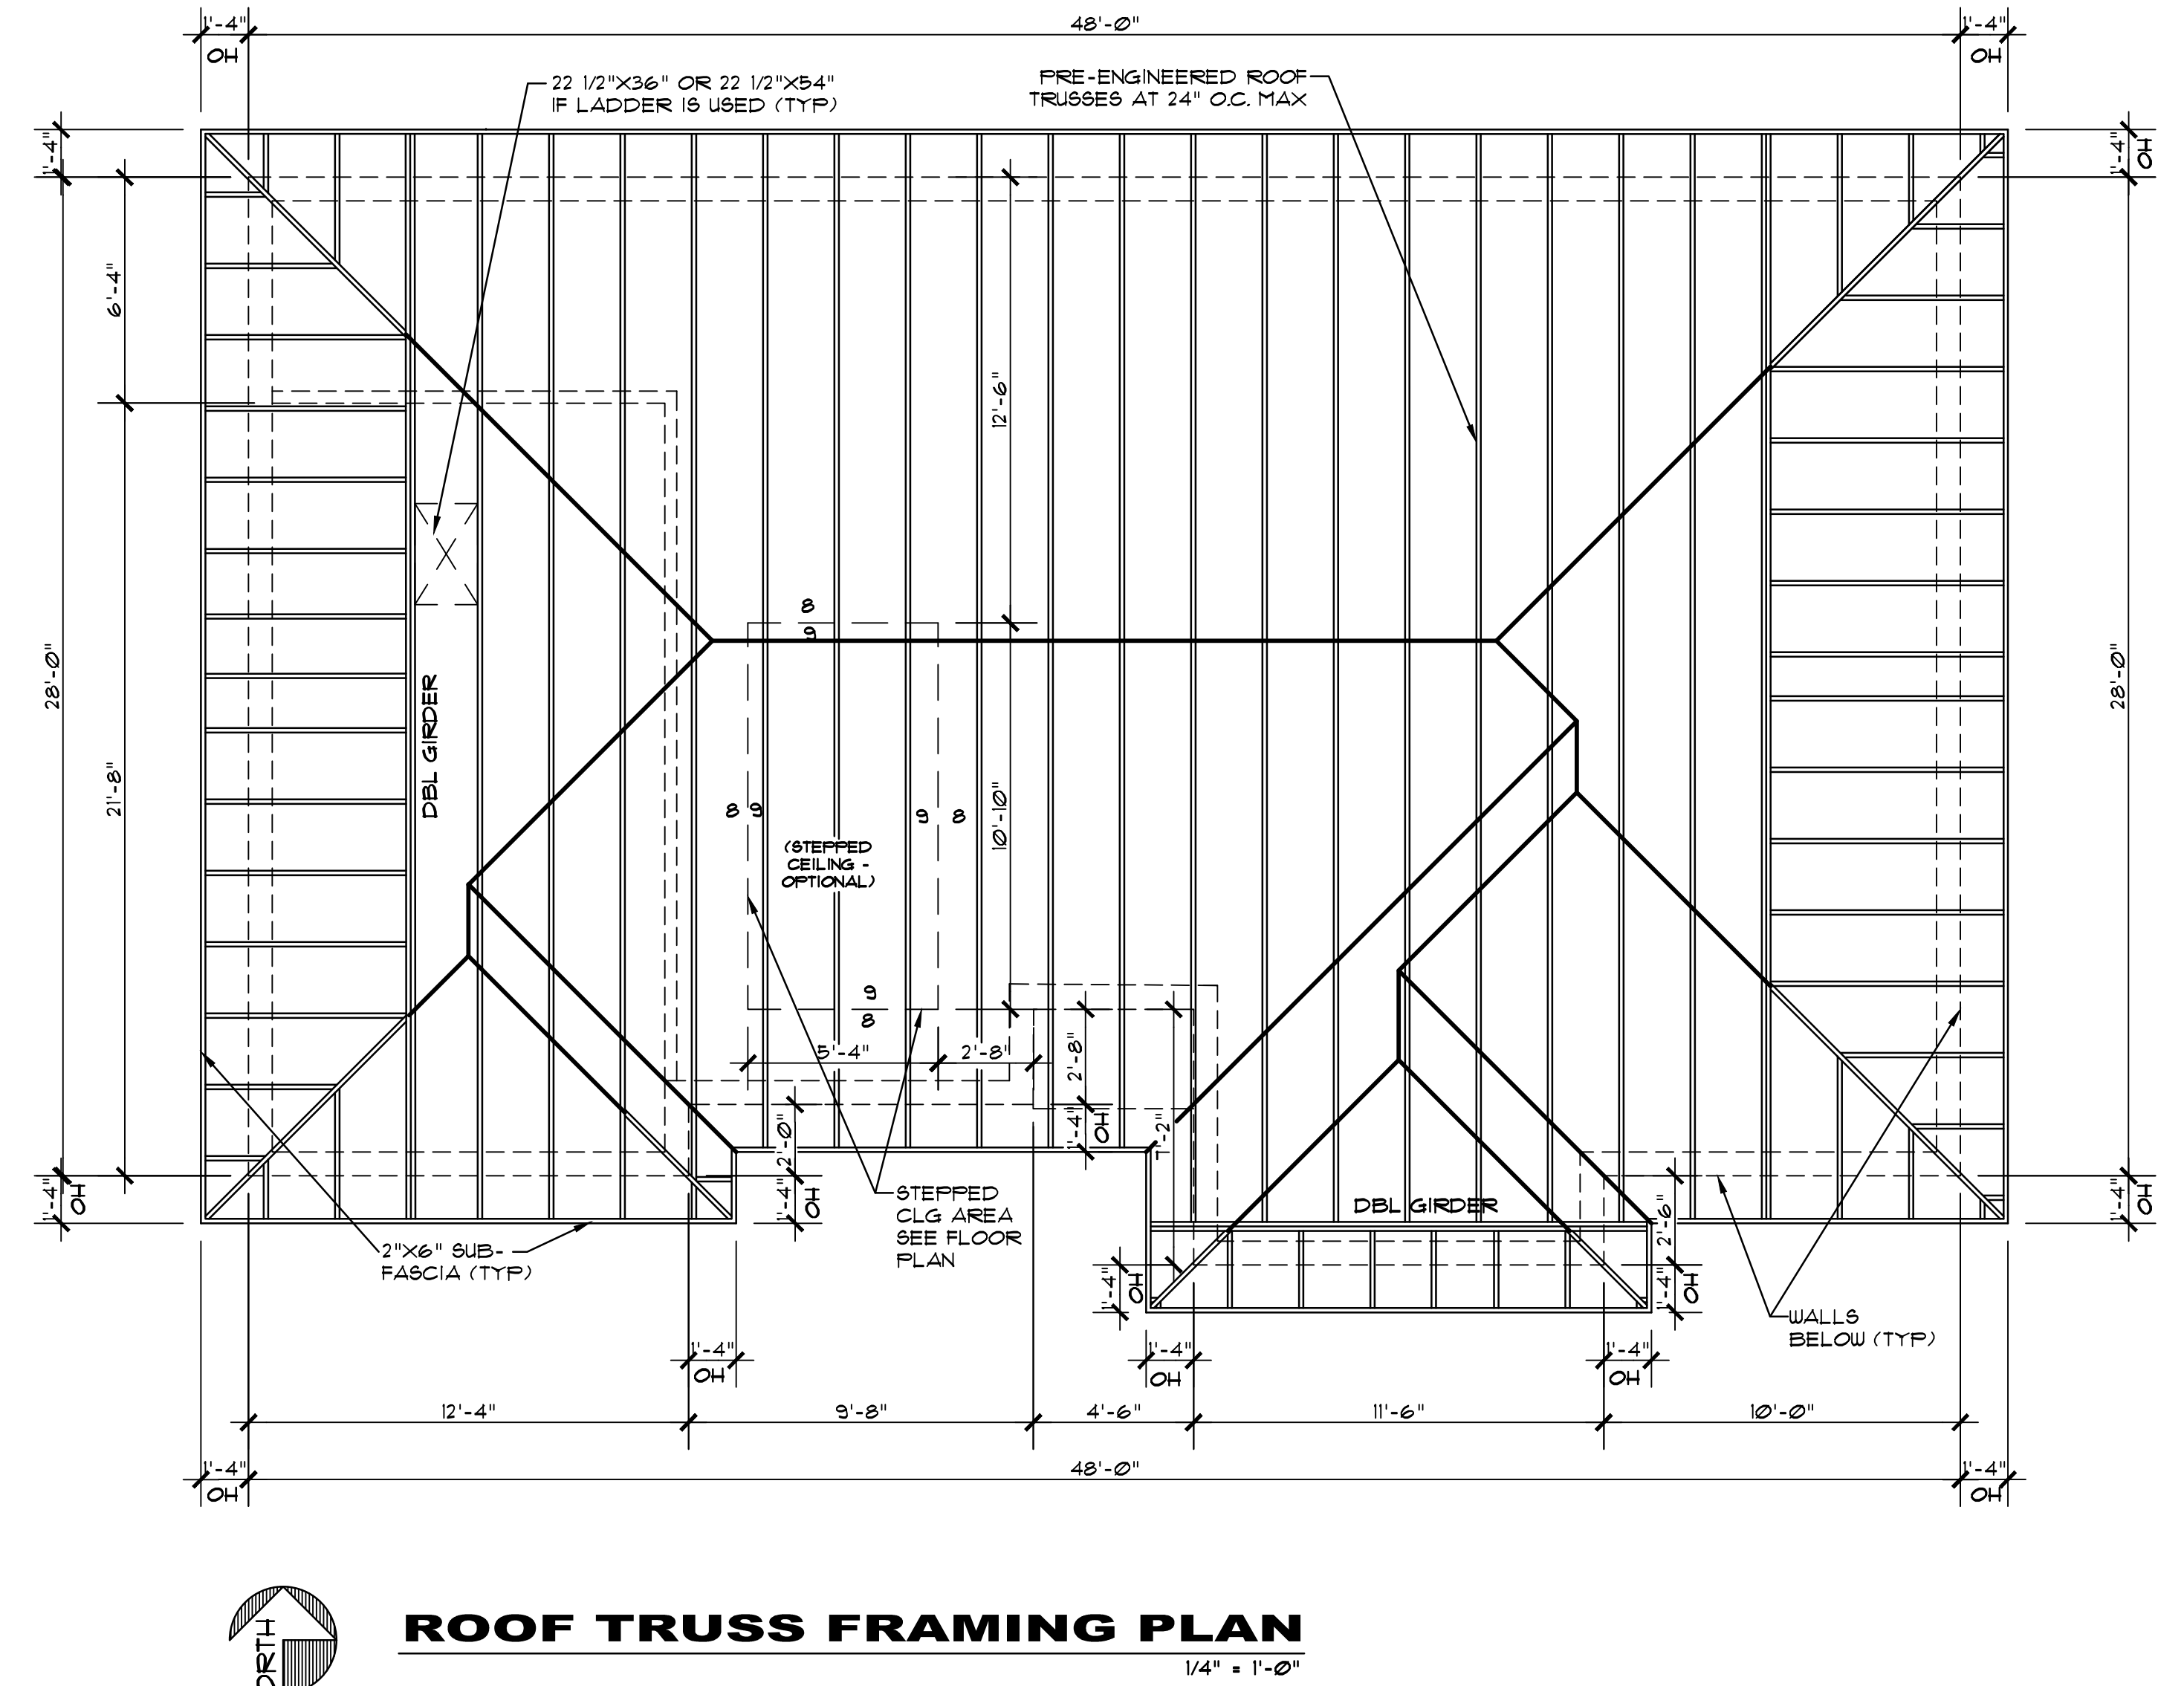 1'-4"
48'-0"
1'-4"
OH
OH
22 1/2"X36" OR 22 1/2"X54"
IF LADDER IS USED (TYP)
PRE-ENGINEERED ROOF
TRUSSES AT 24" O.C. MAX
1'-4"
1'-4"
OH
6'-4"
12'-6"
28'-0"
28'-0"
8
9
DBL GIRDER
21'-8"
10'-10"
8 9
9 8
(STEPPED
CEILING -
OPTIONAL)
9
8
5'-4"
2'-8"
2'-8"
1'-4"
OH
2'-0"
1'-4"
OH
1'-4"
OH
STEPPED
CLG AREA
SEE FLOOR
PLAN
DBL GIRDER
2'-6"
1'-4"
OH
2"X6" SUB-
FASCIA (TYP)
1'-4"
OH
1'-4"
OH
WALLS
BELOW (TYP)
1'-4"
OH
1'-4"
OH
1'-4"
OH
12'-4"
9'-8"
4'-6"
11'-6"
10'-0"
1'-4"
48'-0"
1'-4"
OH
OH
ROOF TRUSS FRAMING PLAN
1/4" = 1'-0"